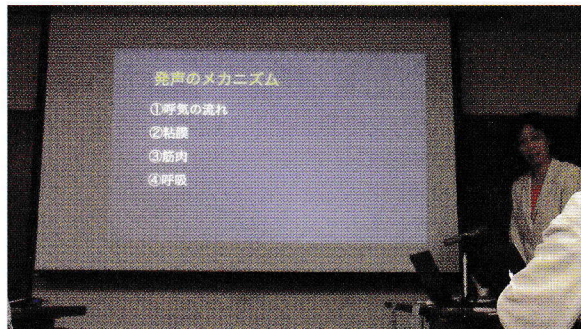 発声のメカニズム
①呼気の流れ
②粘膜
③筋肉
④呼吸